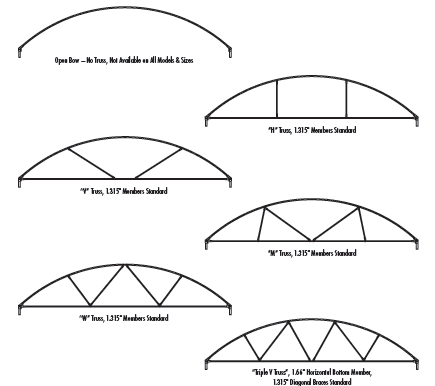 Open Bow – No Truss, Not Available on All Models & Sizes
"H" Truss, 1.315" Members Standard
"V" Truss, 1.315" Members Standard
"M" Truss, 1.315" Members Standard
"W" Truss, 1.315" Members Standard
"Triple V Truss", 1.66" Horizontal Bottom Member,
1.315" Diagonal Braces Standard